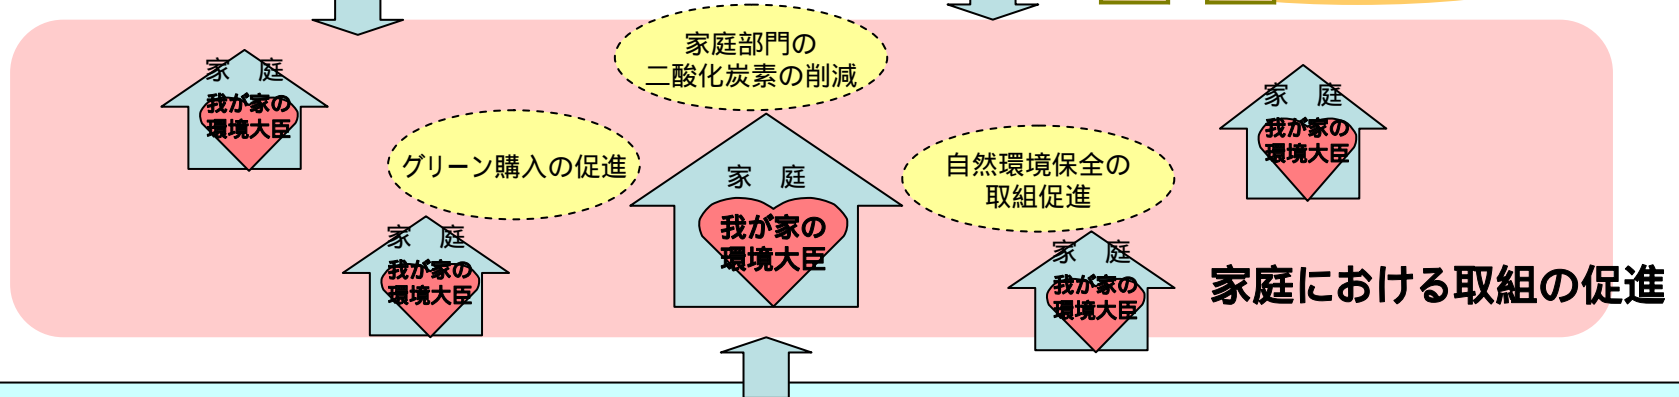 家庭部門の
二酸化炭素の削減
家　庭
我が家の
環境大臣
グリーン購入の促進
家　庭
我が家の
環境大臣
自然環境保全の
取組促進
家　庭
我が家の
環境大臣
家　庭
我が家の
環境大臣
家　庭
我が家の
環境大臣
家庭における取組の促進